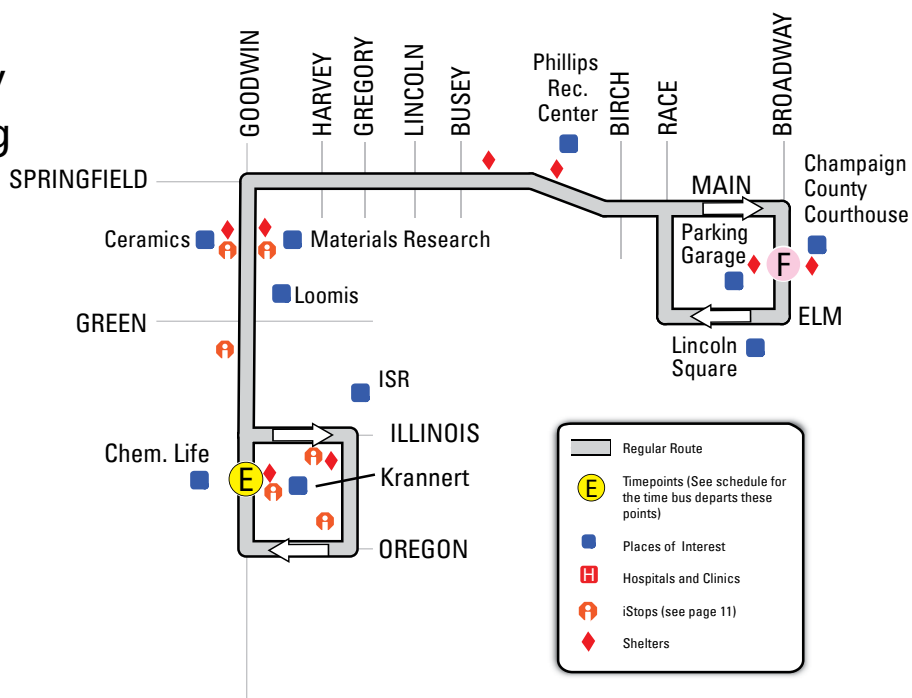 y
g
GOODWIN
HARVEY
GREGORY
LINCOLN
BUSEY
Phillips
Rec.
Center
BIRCH
RACE
BROADWAY
SPRINGFIELD
MAIN
Champaign
County
Courthouse
Ceramics
Materials Research
Parking
Garage
F
Loomis
GREEN
ELM
Lincoln
Square
ISR
ILLINOIS
Chem. Life
E
Krannert
OREGON
Regular Route
E
Timepoints (See schedule for
the time bus departs these
points)
Places of Interest
H
Hospitals and Clinics
iStops (see page 11)
Shelters